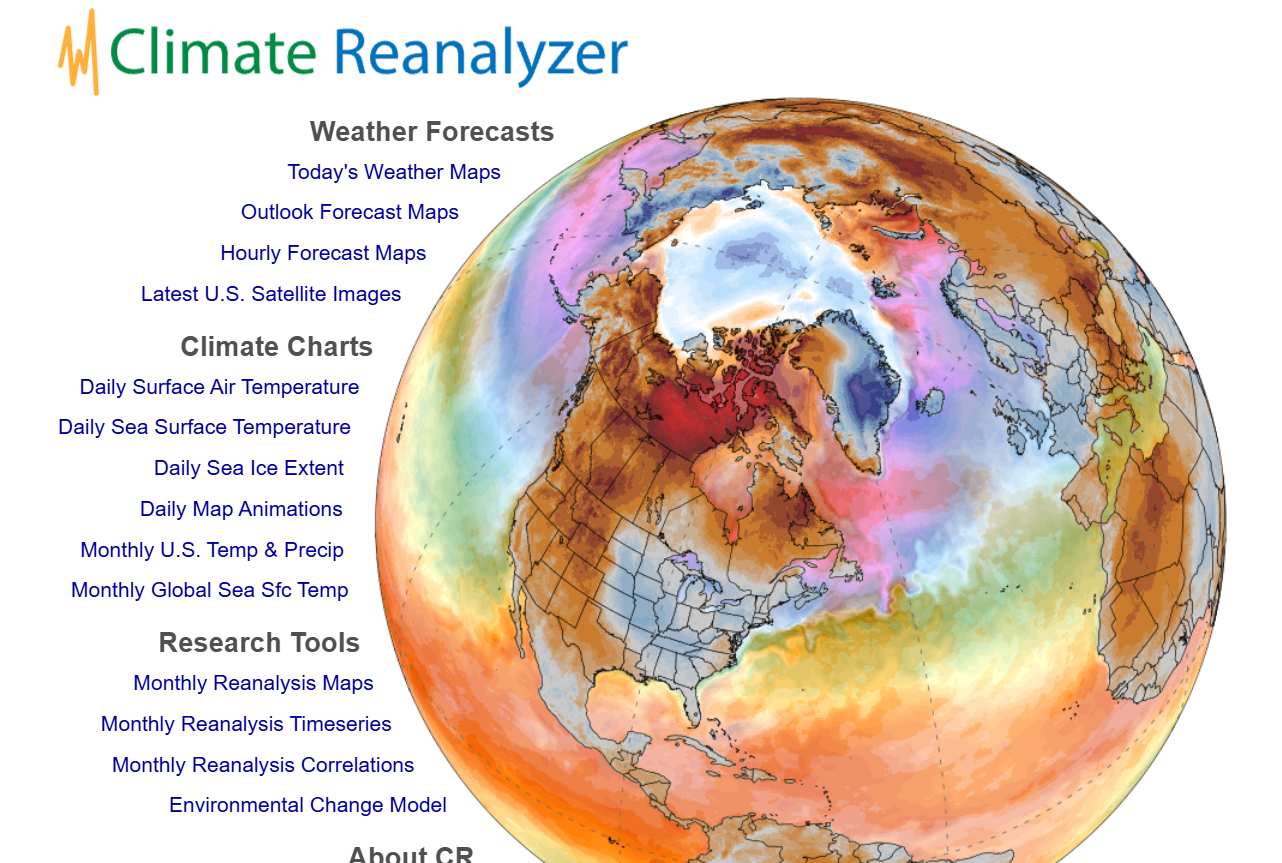 Climate Reanalyzer
Weather Forecasts
Today's Weather Maps
Outlook Forecast Maps
Hourly Forecast Maps
Latest U.S. Satellite Images
Climate Charts
Daily Surface Air Temperature
Daily Sea Surface Temperature
Daily Sea Ice Extent
Daily Map Animations
Monthly U.S. Temp & Precip
Monthly Global Sea Sfc Temp
Research Tools
Monthly Reanalysis Maps
Monthly Reanalysis Timeseries
Monthly Reanalysis Correlations
Environmental Change Model
About CR